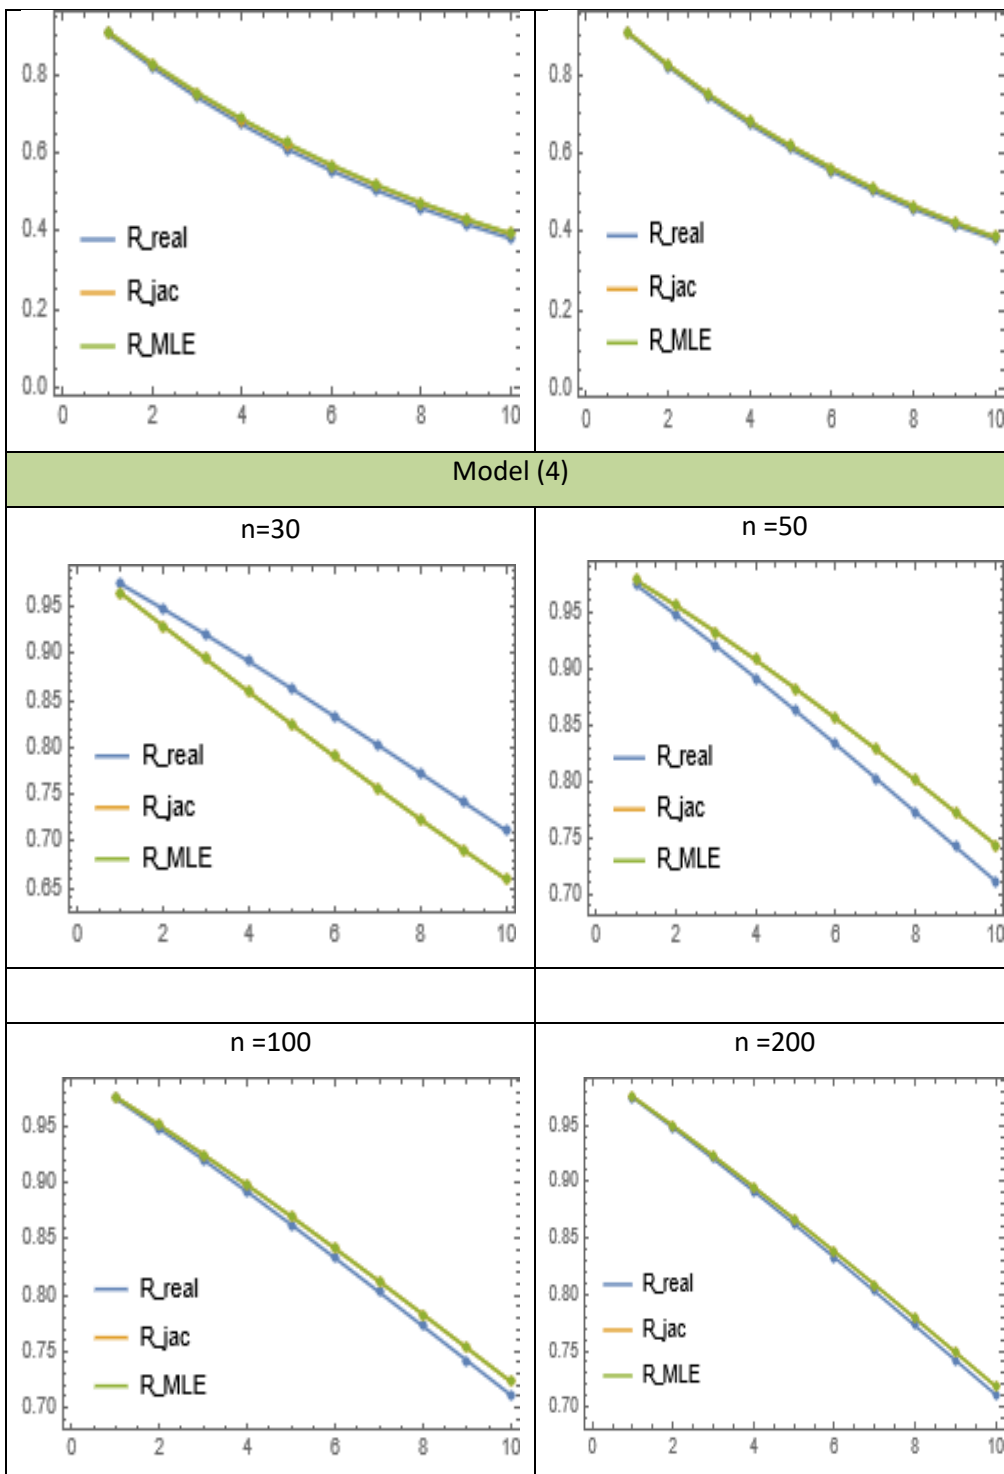 0.8
0.6
0.4
0.2
0.0
R_real
R_jac
R_MLE
0 2 4 6 8 10
0.8
0.6
0.4
0.2
0.0
R_real
R_jac
R_MLE
0 2 4 6 8 10
Model (4)
n=30
0.95
0.90
0.85
0.80
0.75
0.70
0.65
R_real
R_jac
R_MLE
0 2 4 6 8 10
n =50
0.95
0.90
0.85
0.80
0.75
0.70
R_real
R_jac
R_MLE
0 2 4 6 8 10
n =100
0.95
0.90
0.85
0.80
0.75
0.70
R_real
R_jac
R_MLE
0 2 4 6 8 10
n =200
0.95
0.90
0.85
0.80
0.75
0.70
R_real
R_jac
R_MLE
0 2 4 6 8 10